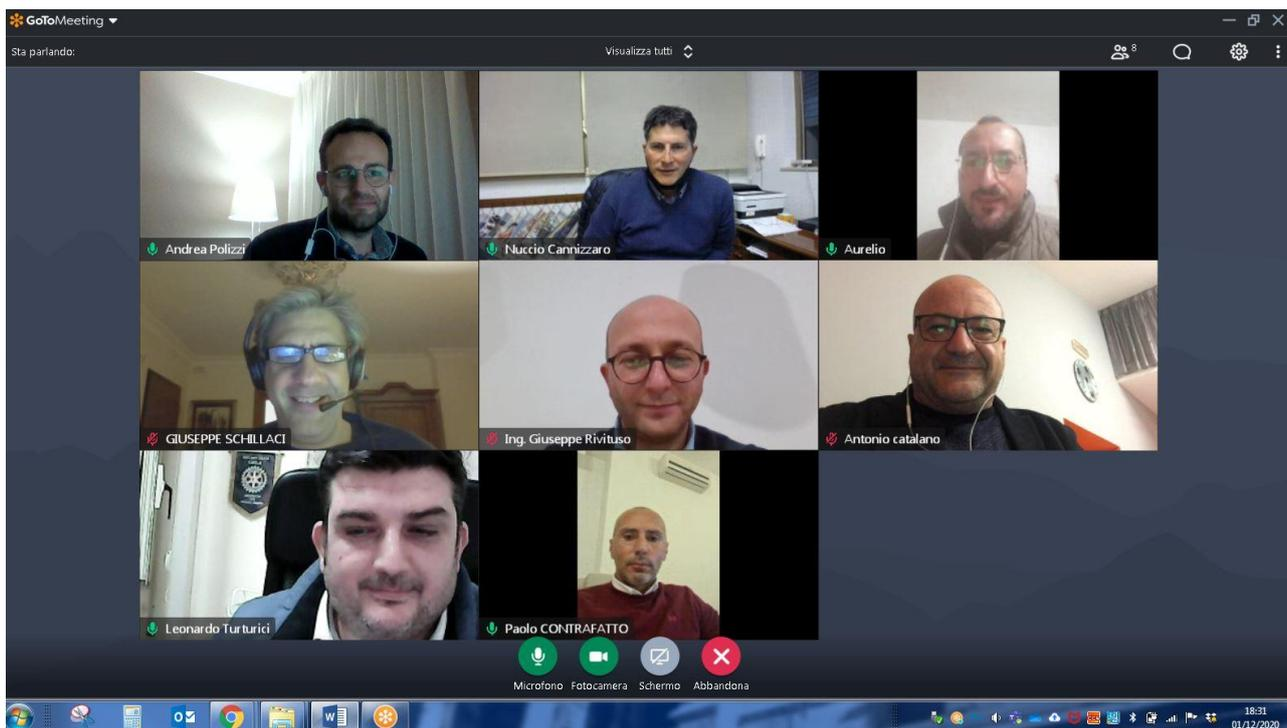 GoToMeeting
Sta parlando:
Visualizza tutti
8
Andrea Polizzi
Nuccio Cannizzaro
Aurelio
GIUSEPPE SCHILLACI
Ing. Giuseppe Rivituso
Antonio catalano
Leonardo Turturici
Paolo CONTRAFATTO
Microfono
Fotocamera
Schermo
Abbandona
18:31
01/12/2020